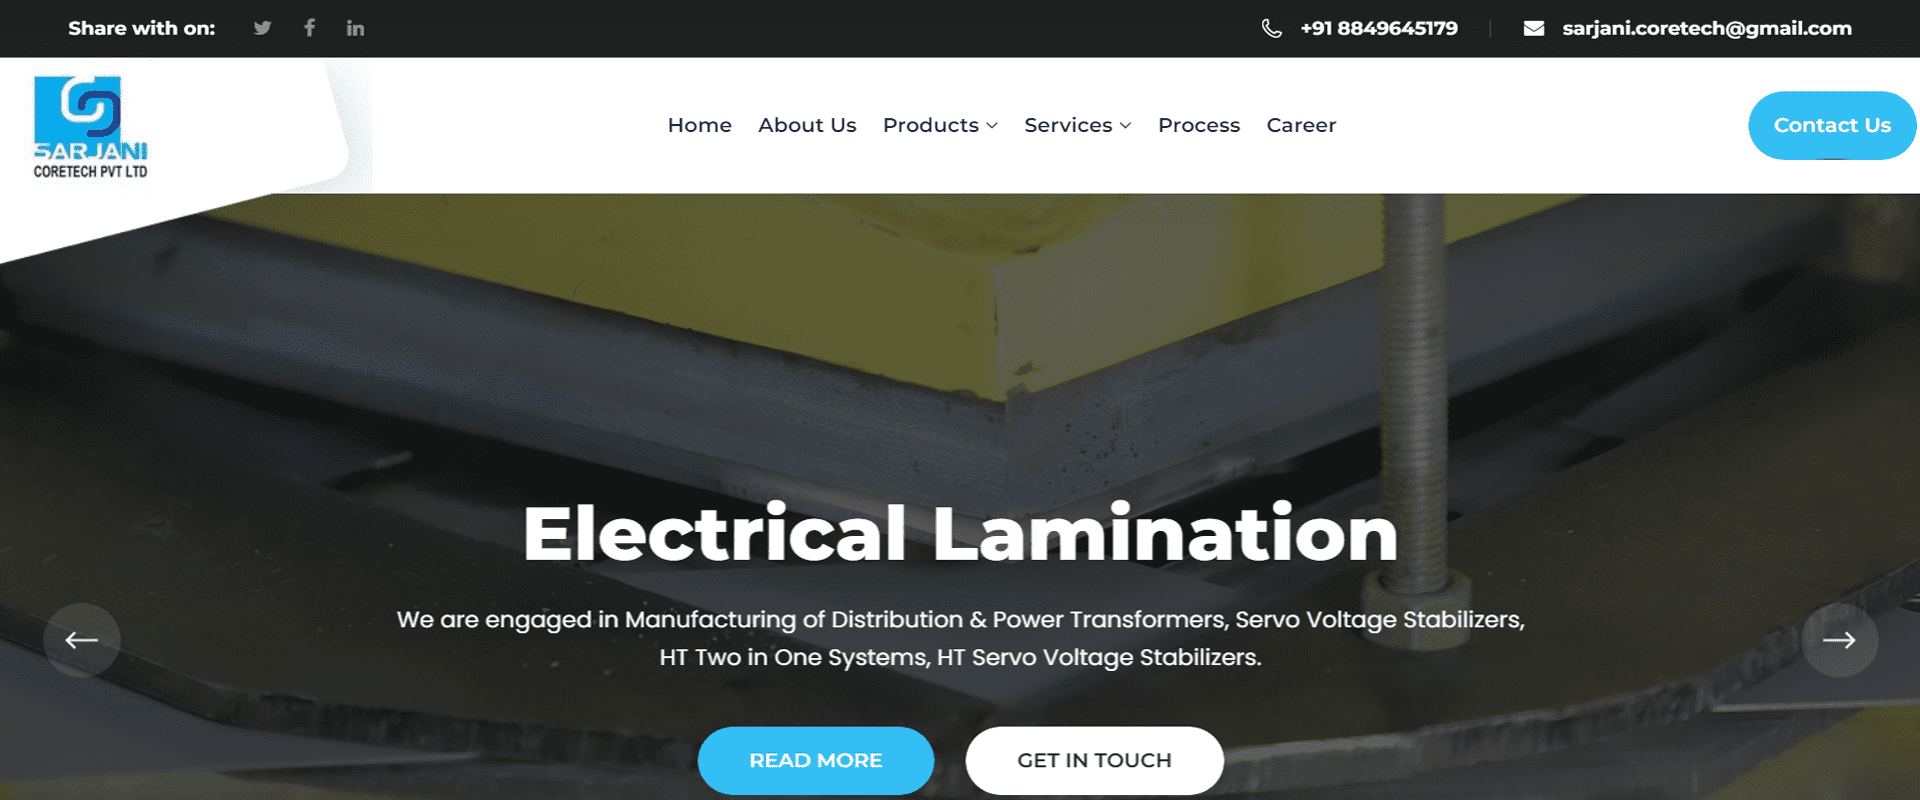 Share with on:
+91 8849645179
sarjani.coretech@gmail.com
SARJANI
CORETECH PVT LTD
Home
About Us
Products
Services
Process
Career
Contact Us
Electrical Lamination
We are engaged in Manufacturing of Distribution & Power Transformers, Servo Voltage Stabilizers,
HT Two in One Systems, HT Servo Voltage Stabilizers.
READ MORE
GET IN TOUCH